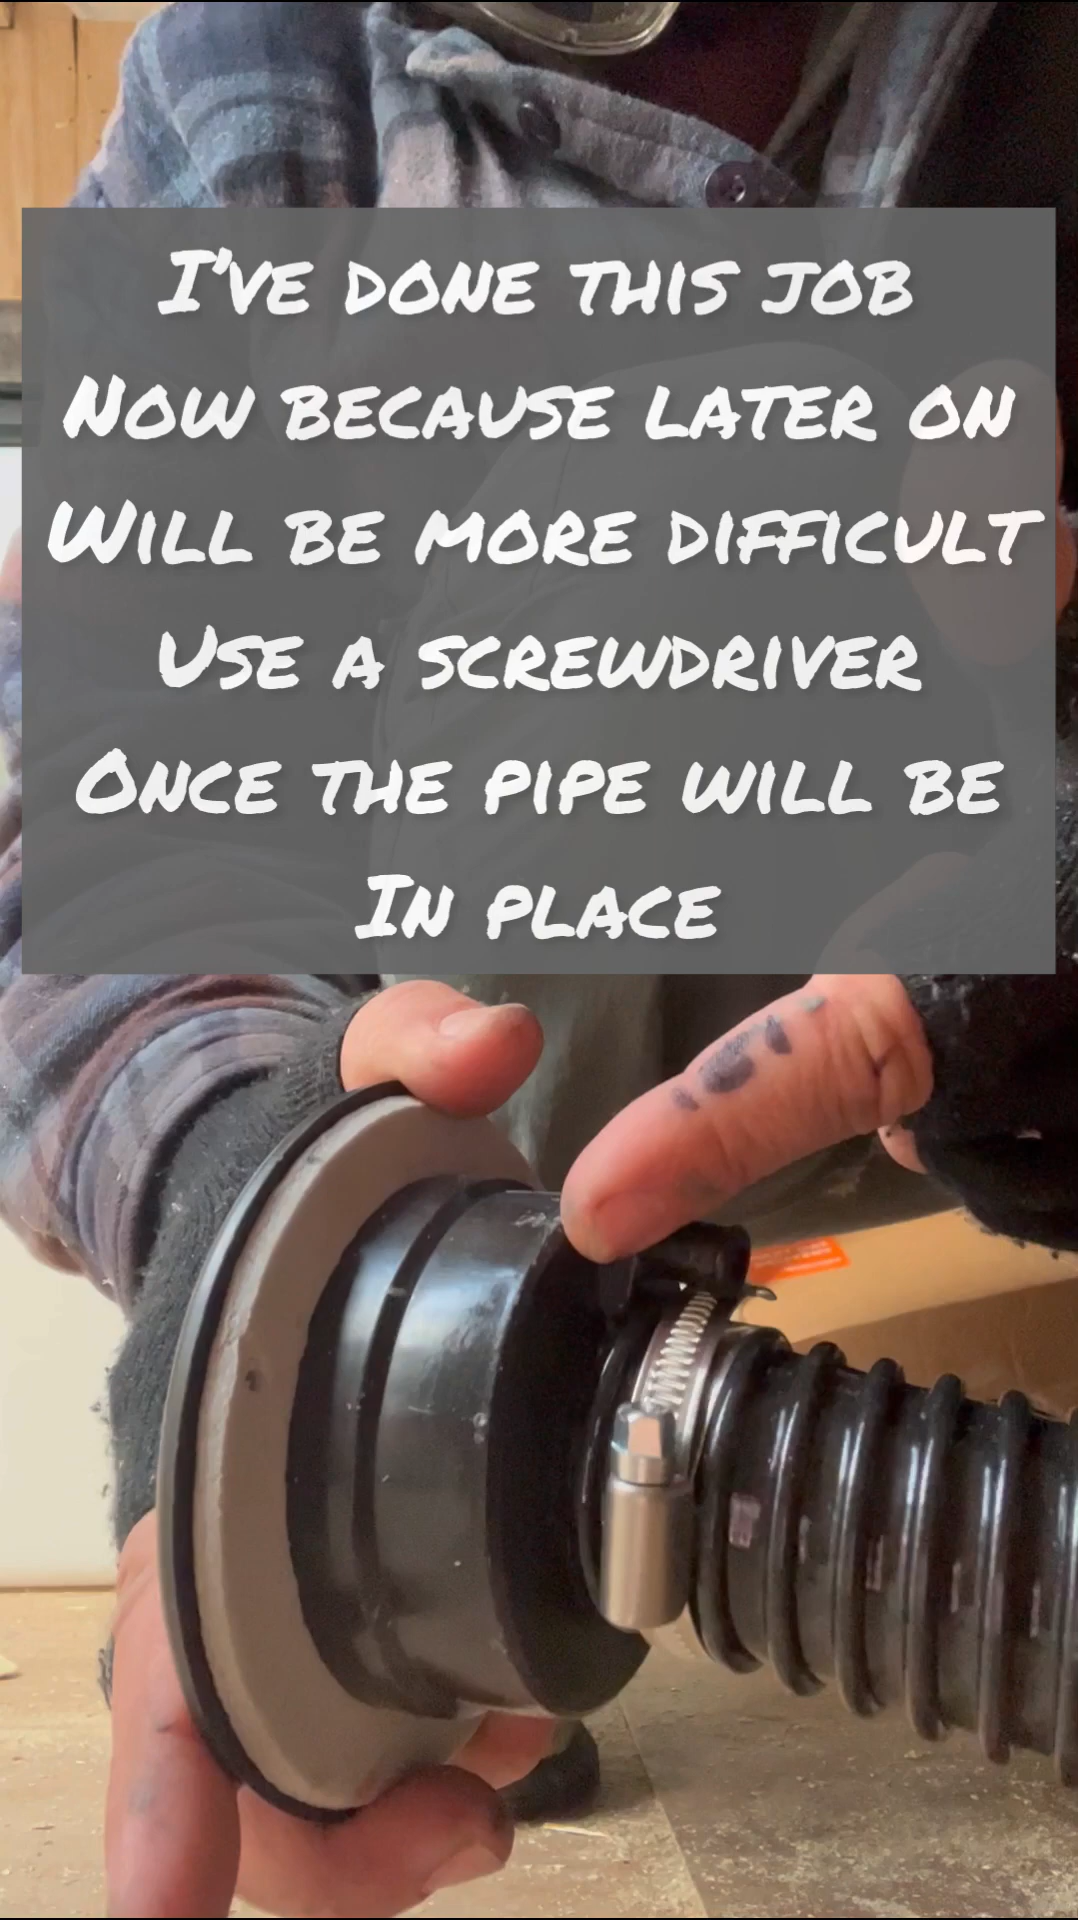 I've done this job
Now because later on
Will be more difficult
Use a screwdriver
Once the pipe will be
In place